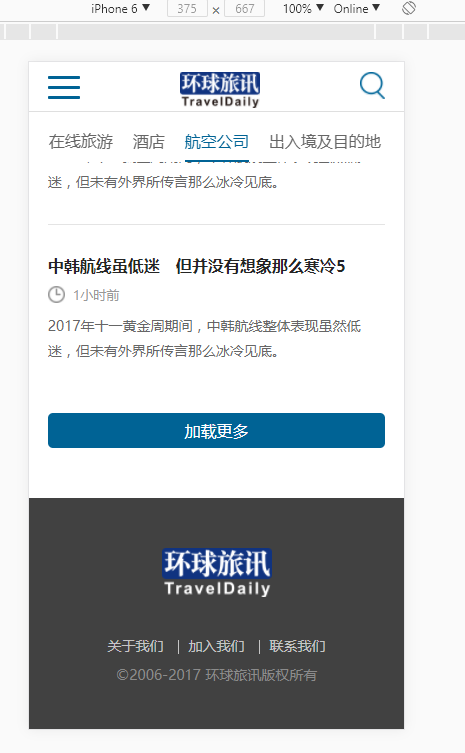 iPhone 6 ▼ 375 × 667 100% ▼ Online ▼
环球旅讯
TravelDaily
在线旅游 酒店 航空公司 出入境及目的地
迷，但未有外界所传言那么冰冷见底。
中韩航线虽低迷　但并没有想象那么寒冷5
1小时前
2017年十一黄金周期间，中韩航线整体表现虽然低
迷，但未有外界所传言那么冰冷见底。
加载更多
环球旅讯
TravelDaily
关于我们 | 加入我们 | 联系我们
©2006-2017 环球旅讯版权所有